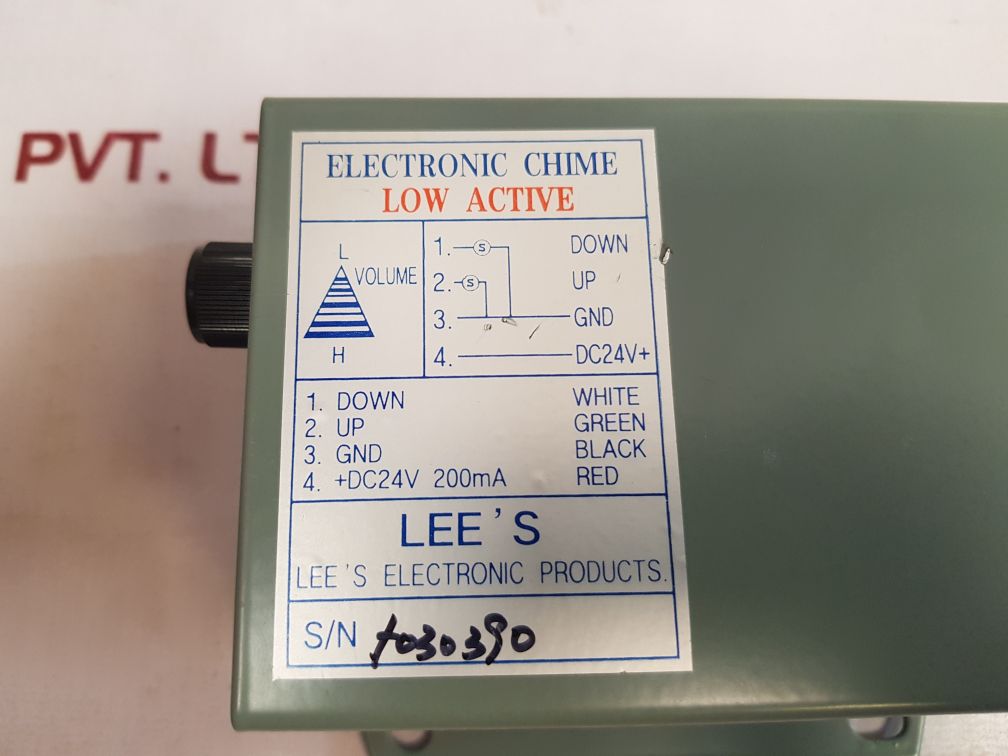 PVT. LT
ELECTRONIC CHIME
LOW ACTIVE
L
VOLUME
H
1. S DOWN
2. S UP
3. GND
4. DC24V+
1. DOWN WHITE
2. UP GREEN
3. GND BLACK
4. +DC24V 200mA RED
LEE'S
LEE'S ELECTRONIC PRODUCTS.
S/N t030390